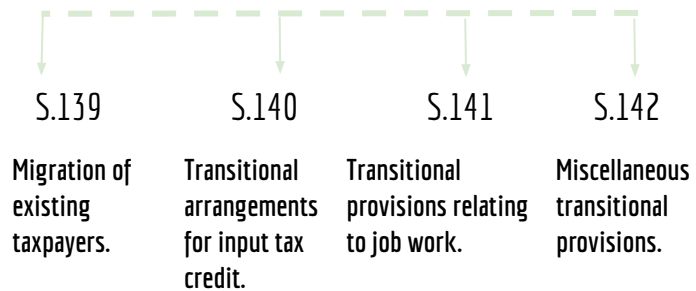 S.139
Migration of
existing
taxpayers.
S.140
Transitional
arrangements
for input tax
credit.
S.141
Transitional
provisions relating
to job work.
S.142
Miscellaneous
transitional
provisions.